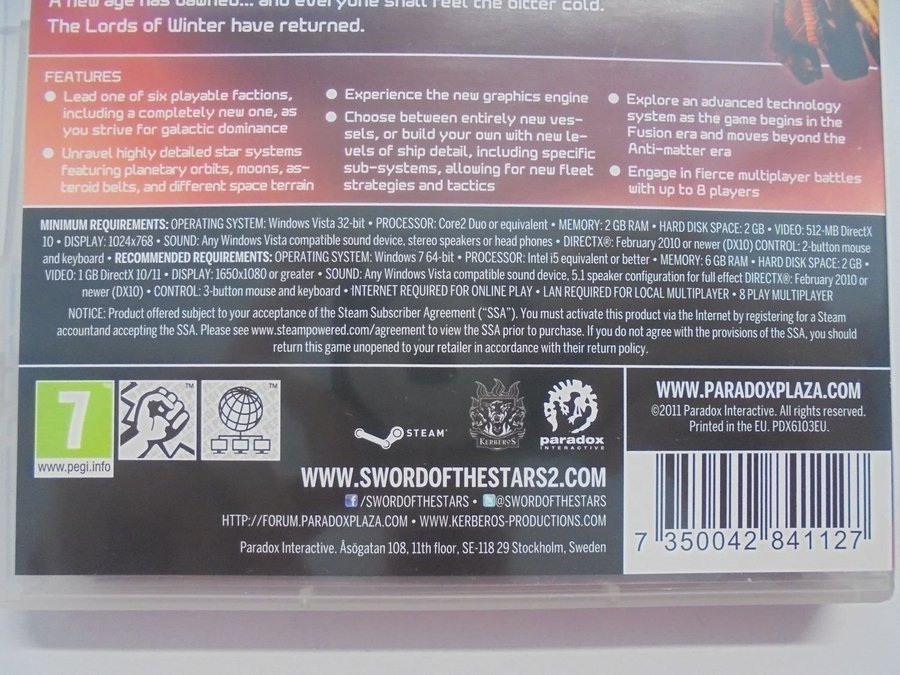 A new age has dawned... and everyone shall feel the bitter cold.
The Lords of Winter have returned.
FEATURES
● Lead one of six playable factions,
including a completely new one, as
you strive for galactic dominance
● Unravel highly detailed star systems
featuring planetary orbits, moons, as-
teroid belts, and different space terrain
● Experience the new graphics engine
● Choose between entirely new ves-
sels, or build your own with new le-
vels of ship detail, including specific
sub-systems, allowing for new fleet
strategies and tactics
● Explore an advanced technology
system as the game begins in the
Fusion era and moves beyond the
Anti-matter era
● Engage in fierce multiplayer battles
with up to 8 players
MINIMUM REQUIREMENTS: OPERATING SYSTEM: Windows Vista 32-bit • PROCESSOR: Core2 Duo or equivalent • MEMORY: 2 GB RAM • HARD DISK SPACE: 2 GB • VIDEO: 512-MB DirectX
10 • DISPLAY: 1024x768 • SOUND: Any Windows Vista compatible sound device, stereo speakers or head phones • DIRECTX®: February 2010 or newer (DX10) CONTROL: 2-button mouse
and keyboard • RECOMMENDED REQUIREMENTS: OPERATING SYSTEM: Windows 7 64-bit • PROCESSOR: Intel i5 equivalent or better • MEMORY: 6 GB RAM • HARD DISK SPACE: 2 GB •
VIDEO: 1 GB DirectX 10/11 • DISPLAY: 1650x1080 or greater • SOUND: Any Windows Vista compatible sound device, 5.1 speaker configuration for full effect DIRECTX®: February 2010 or
newer (DX10) • CONTROL: 3-button mouse and keyboard • INTERNET REQUIRED FOR ONLINE PLAY • LAN REQUIRED FOR LOCAL MULTIPLAYER • 8 PLAY MULTIPLAYER
NOTICE: Product offered subject to your acceptance of the Steam Subscriber Agreement (“SSA”). You must activate this product via the Internet by registering for a Steam
accountand accepting the SSA. Please see www.steampowered.com/agreement to view the SSA prior to purchase. If you do not agree with the provisions of the SSA, you should
return this game unopened to your retailer in accordance with their return policy.
7 ™ ™ ™
www.pegi.info
STEAM™
KERBEROS
paradox
INTERACTIVE
WWW.SWORDOFTHESTARS2.COM
f /SWORDOFTHESTARS • @SWORDOFTHESTARS
HTTP://FORUM.PARADOXPLAZA.COM • WWW.KERBEROS-PRODUCTIONS.COM
Paradox Interactive. Åsögatan 108, 11th floor, SE-118 29 Stockholm, Sweden
WWW.PARADOXPLAZA.COM
©2011 Paradox Interactive. All rights reserved.
Printed in the EU. PDX6103EU.
7 350042 841127